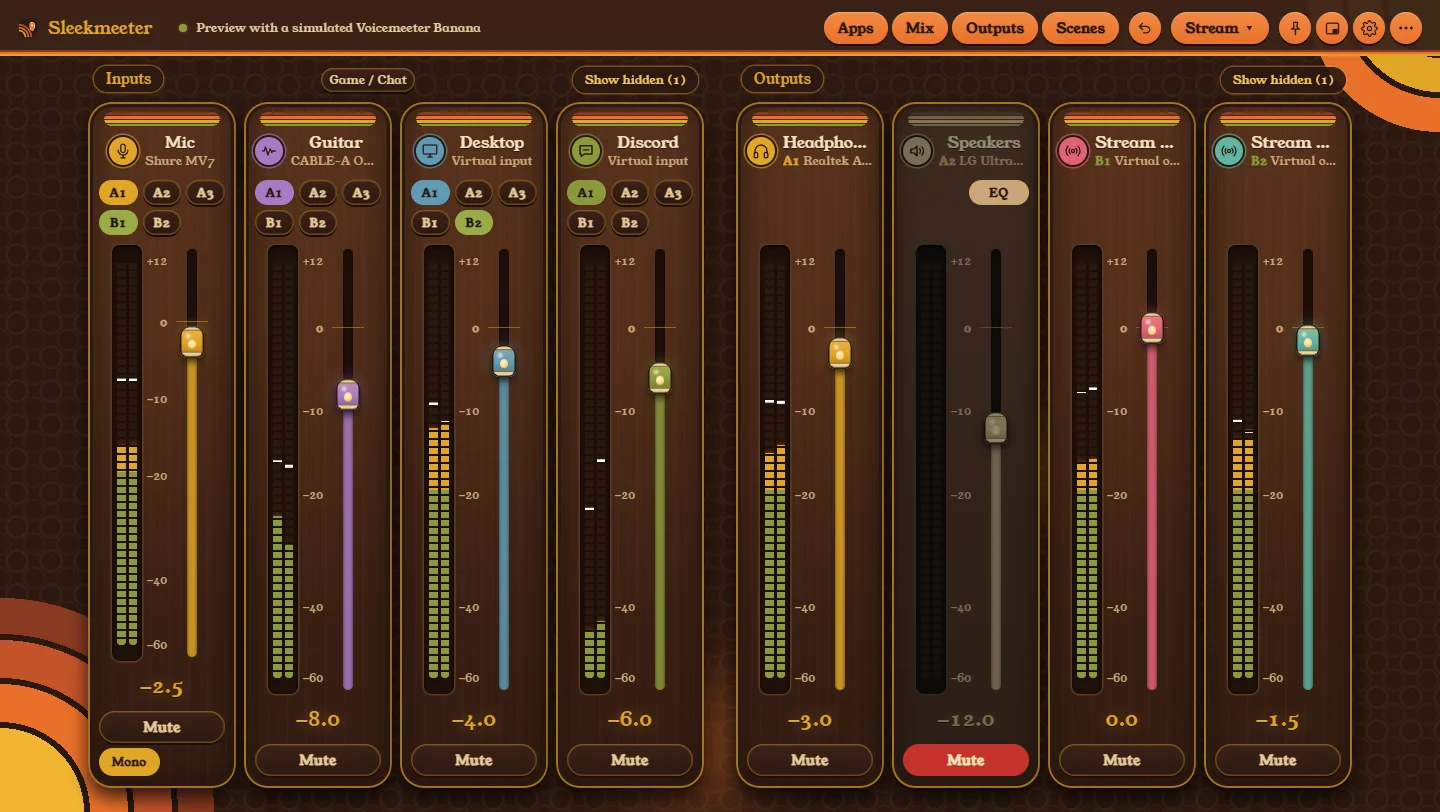 Sleekmeeter
Preview with a simulated Voicemeeter Banana
Apps
Mix
Outputs
Scenes
Stream
Inputs
Game / Chat
Show hidden (1)
Outputs
Show hidden (1)
Mic
Shure MV7
A1 A2 A3
B1 B2
+12
0
−10
−20
−40
−60
−2.5
Mute
Mono
Guitar
CABLE-A O...
A1 A2 A3
B1 B2
+12
0
−10
−20
−40
−60
−8.0
Mute
Desktop
Virtual input
A1 A2 A3
B1 B2
+12
0
−10
−20
−40
−60
−4.0
Mute
Discord
Virtual input
A1 A2 A3
B1 B2
+12
0
−10
−20
−40
−60
−6.0
Mute
Headpho...
A1 Realtek A...
+12
0
−10
−20
−40
−60
−3.0
Mute
Speakers
A2 LG Ultra...
EQ
+12
0
−10
−20
−40
−60
−12.0
Mute
Stream ...
B1 Virtual o...
+12
0
−10
−20
−40
−60
0.0
Mute
Stream ...
B2 Virtual o...
+12
0
−10
−20
−40
−60
−1.5
Mute